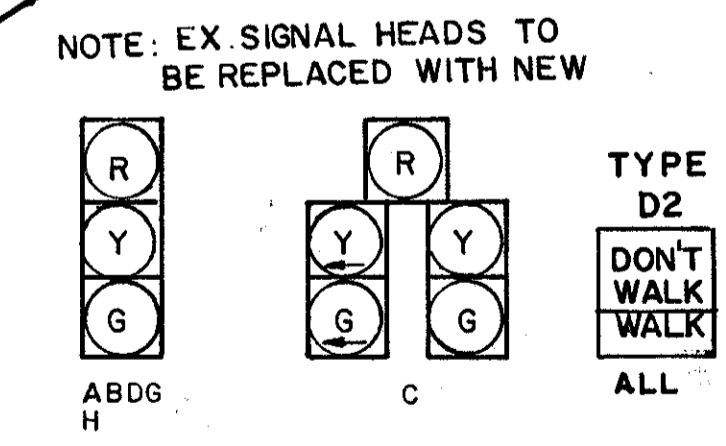 NOTE: EX. SIGNAL HEADS TO
BE REPLACED WITH NEW
R
Y
G
ABDG
H
R
Y Y
G G
C
TYPE
D2
DON'T
WALK
WALK
ALL